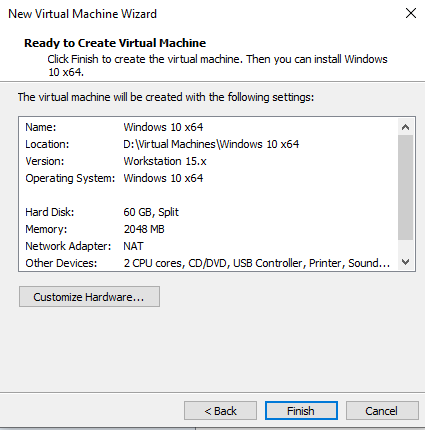 New Virtual Machine Wizard
Ready to Create Virtual Machine
Click Finish to create the virtual machine. Then you can install Windows
10 x64.
The virtual machine will be created with the following settings:
Name: Windows 10 x64
Location: D:\Virtual Machines\Windows 10 x64
Version: Workstation 15.x
Operating System: Windows 10 x64
Hard Disk: 60 GB, Split
Memory: 2048 MB
Network Adapter: NAT
Other Devices: 2 CPU cores, CD/DVD, USB Controller, Printer, Sound...
Customize Hardware...
< Back Finish Cancel